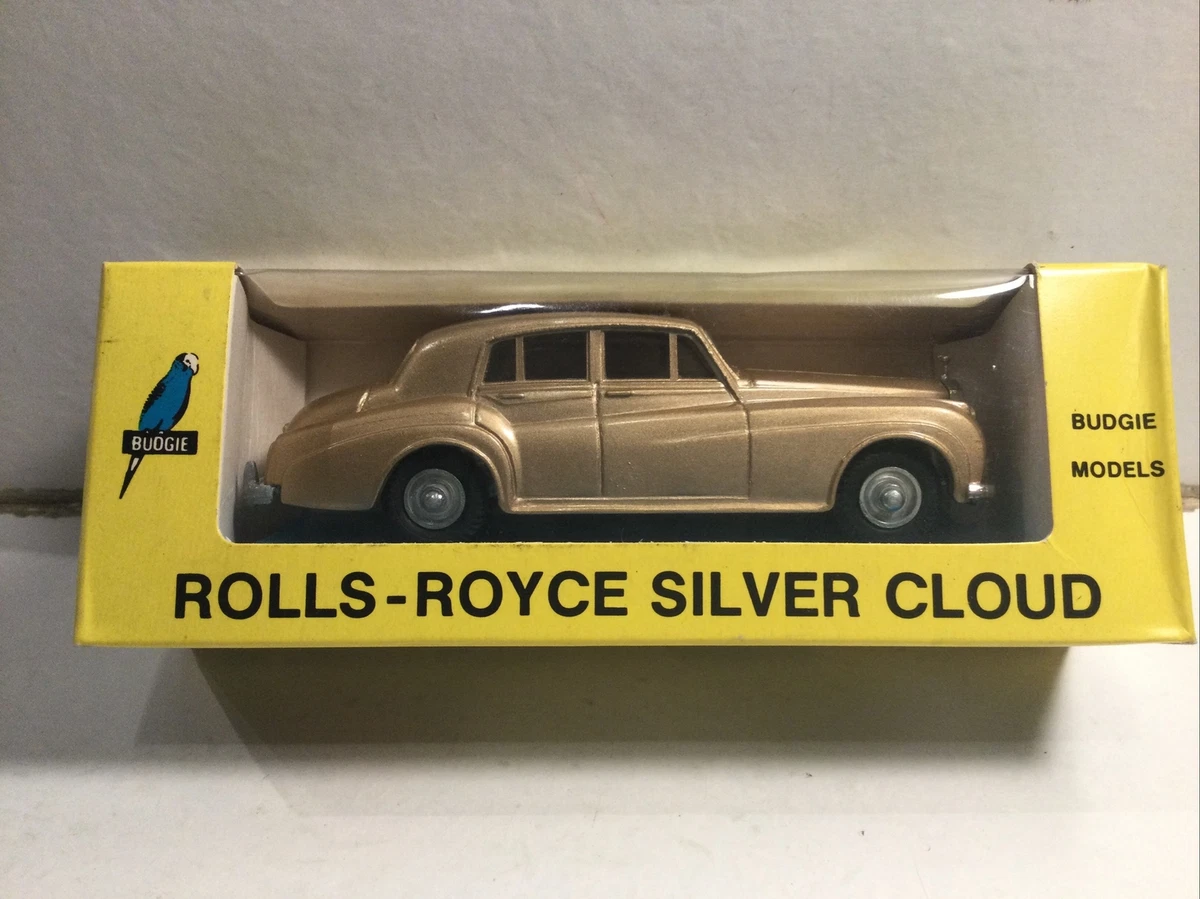 BUDGIE
BUDGIE
MODELS
ROLLS-ROYCE SILVER CLOUD